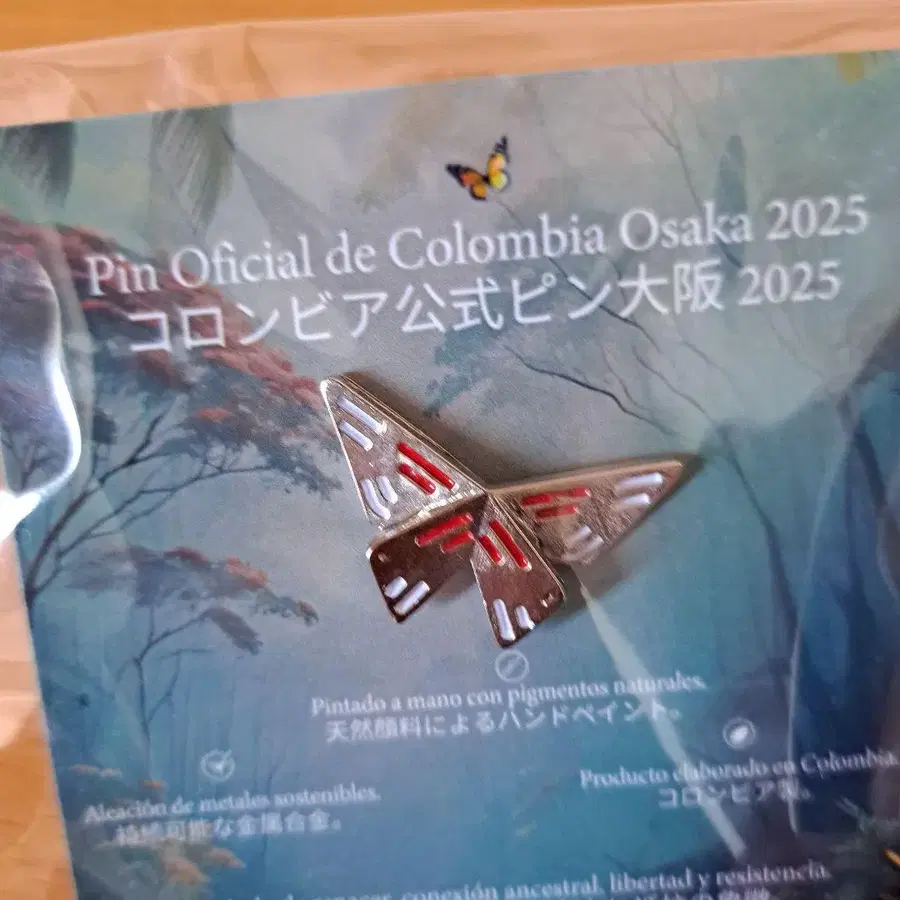 Pin Oficial de Colombia Osaka 2025
コロンビア公式ピン大阪 2025
Pintado a mano con pigmentos naturales.
天然顔料によるハンドペイント。
Aleación de metales sostenibles.
持続可能な金属合金。
Producto elaborado en Colombia.
コロンビア製。
conexión ancestral, libertad y resistencia.